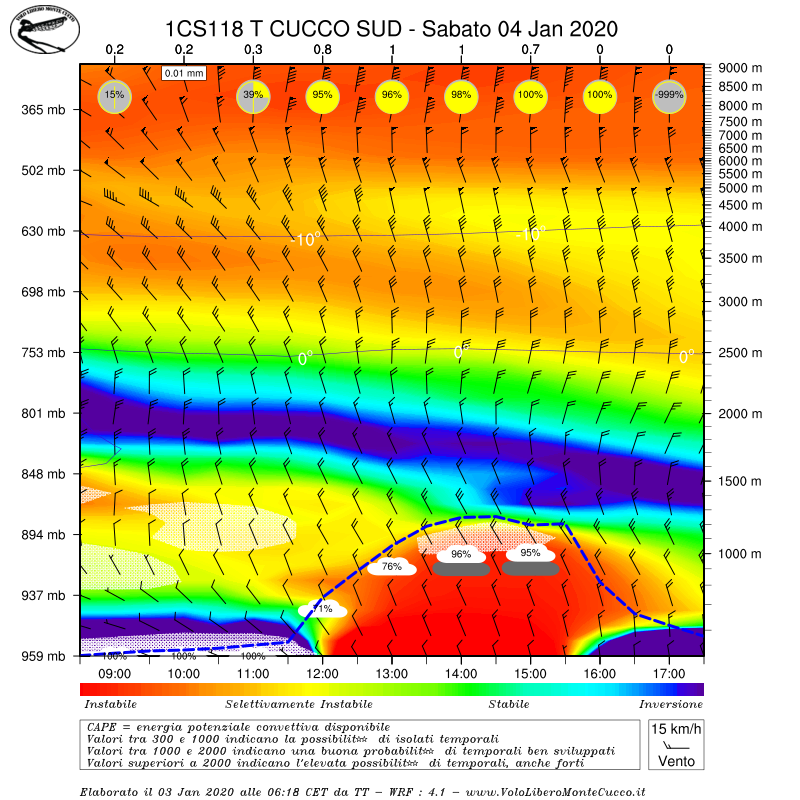 VOLO LIBERO MONTE CUCCO
1CS118 T CUCCO SUD - Sabato 04 Jan 2020
0.2 0.2 0.3 0.8 1 1 0.7 0 0
0.01 mm
15% 39% 95% 96% 98% 100% 100% -999%
9000 m
8500 m
365 mb 8000 m
7500 m
7000 m
6500 m
6000 m
502 mb 5500 m
5000 m
4500 m
630 mb 4000 m
-10° -10°
3500 m
698 mb 3000 m
753 mb 2500 m
0° 0° 0°
801 mb 2000 m
848 mb 1500 m
894 mb 1000 m
76% 96% 95%
937 mb
71%
959 mb
100% 100% 100%
09:00 10:00 11:00 12:00 13:00 14:00 15:00 16:00 17:00
Instabile Selettivamente Instabile Stabile Inversione
CAPE = energia potenziale convettiva disponibile
Valori tra 300 e 1000 indicano la possibilit** di isolati temporali
Valori tra 1000 e 2000 indicano una buona probabilit** di temporali ben sviluppati
Valori superiori a 2000 indicano l'elevata possibilit** di temporali, anche forti
15 km/h
Vento
Elaborato il 03 Jan 2020 alle 06:18 CET da TT - WRF : 4.1 - www.VoloLiberoMonteCucco.it